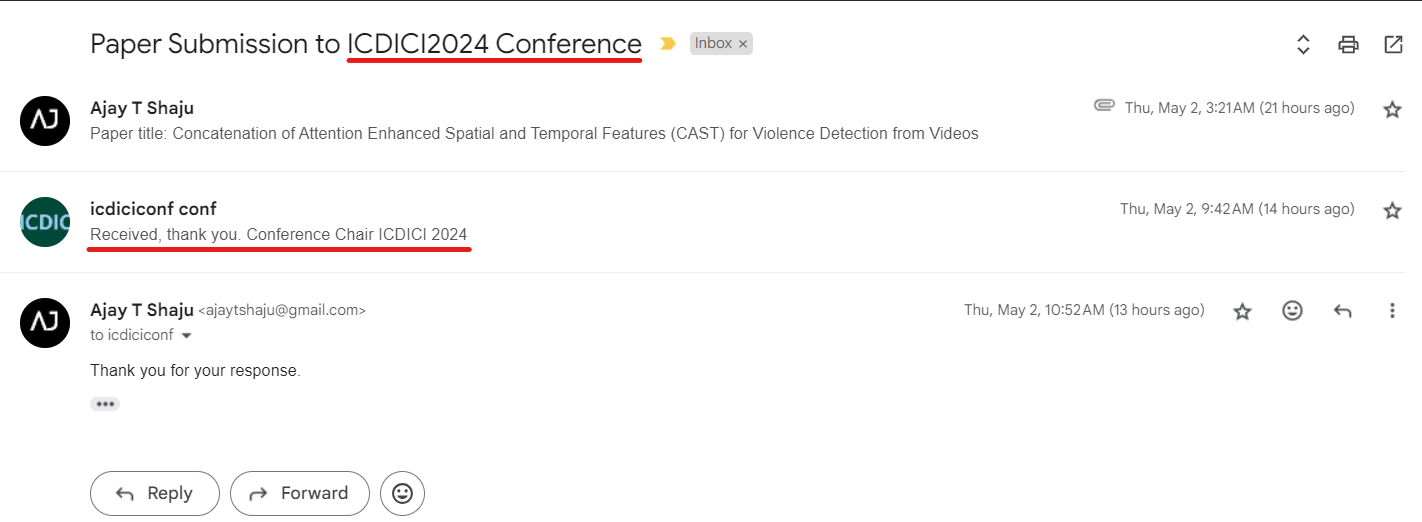 Paper Submission to ICDICI2024 Conference Inbox ×
AJ Ajay T Shaju Thu, May 2, 3:21 AM (21 hours ago)
Paper title: Concatenation of Attention Enhanced Spatial and Temporal Features (CAST) for Violence Detection from Videos
ICDIC icdiciconf conf Thu, May 2, 9:42 AM (14 hours ago)
Received, thank you. Conference Chair ICDICI 2024
AJ Ajay T Shaju <ajaytshaju@gmail.com> Thu, May 2, 10:52 AM (13 hours ago)
to icdiciconf
Thank you for your response.
Reply Forward